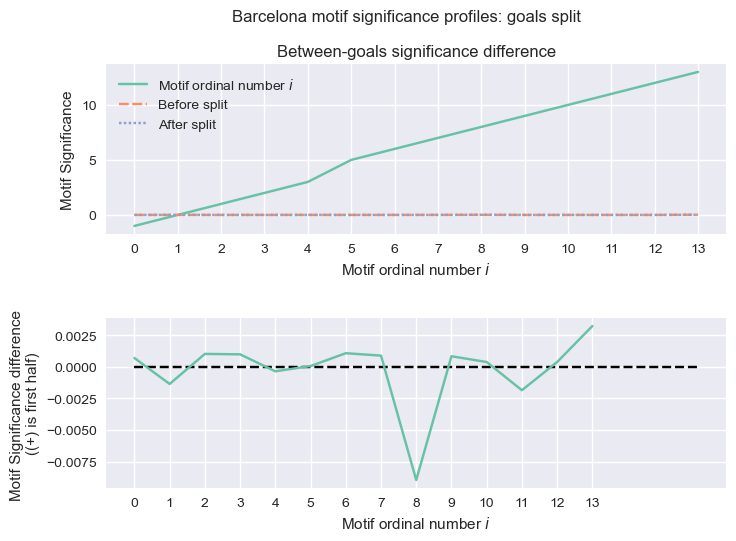 Barcelona motif significance profiles: goals split
Between-goals significance difference
Motif ordinal number i
Before split
After split
Motif Significance
10
5
0
0 1 2 3 4 5 6 7 8 9 10 11 12 13
Motif ordinal number i
Motif Significance difference
((+) is first half)
0.0025
0.0000
−0.0025
−0.0050
−0.0075
0 1 2 3 4 5 6 7 8 9 10 11 12 13
Motif ordinal number i